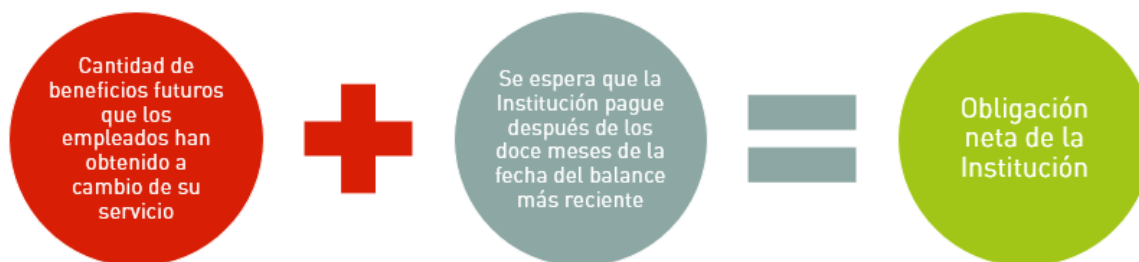 Cantidad de
beneficios futuros
que los
empleados han
obtenido a
cambio de su
servicio
Se espera que la
Institución pague
después de los
doce meses de la
fecha del balance
más reciente
Obligación
neta de la
Institución